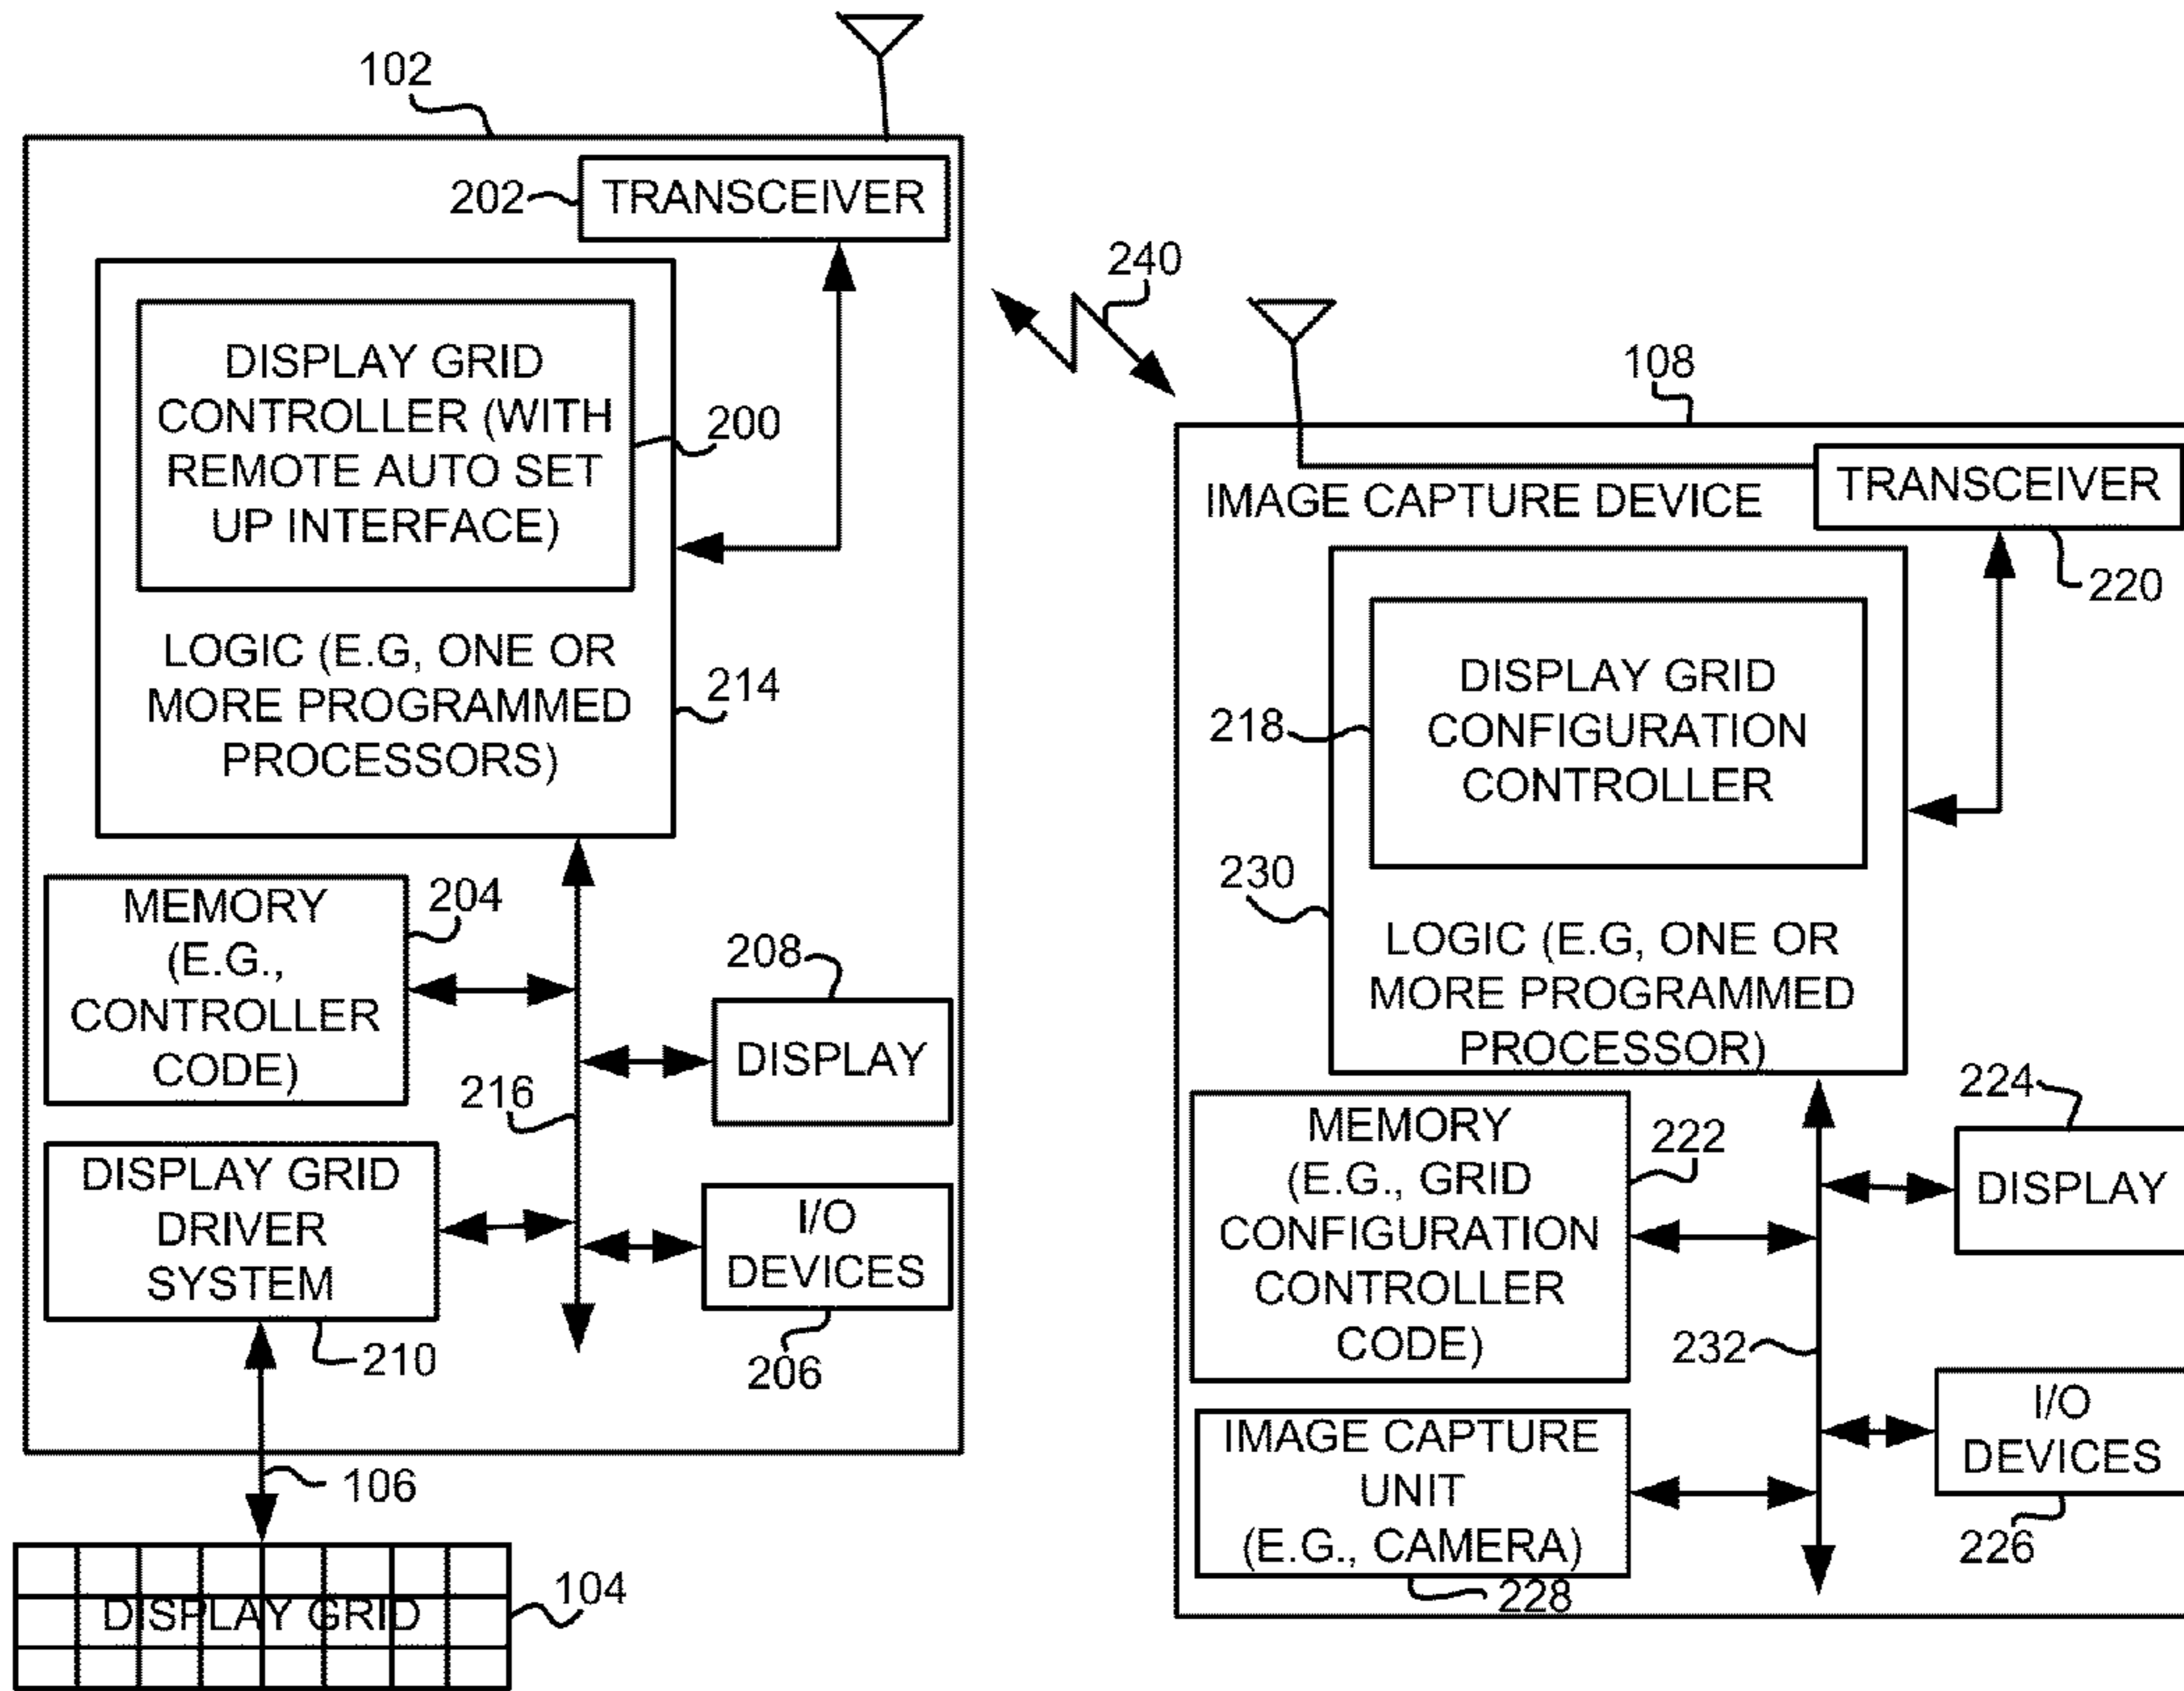 102
202
TRANSCEIVER
DISPLAY GRID
CONTROLLER (WITH
REMOTE AUTO SET
UP INTERFACE)
200
LOGIC (E.G, ONE OR
MORE PROGRAMMED
PROCESSORS)
214
MEMORY
(E.G.,
CONTROLLER
CODE)
204
208
DISPLAY
216
DISPLAY GRID
DRIVER
SYSTEM
210
I/O
DEVICES
206
106
DISPLAY GRID
104
240
108
IMAGE CAPTURE DEVICE
TRANSCEIVER
220
DISPLAY GRID
CONFIGURATION
CONTROLLER
218
230
LOGIC (E.G, ONE OR
MORE PROGRAMMED
PROCESSOR)
MEMORY
(E.G., GRID
CONFIGURATION
CONTROLLER
CODE)
222
224
DISPLAY
232
IMAGE CAPTURE
UNIT
(E.G., CAMERA)
228
I/O
DEVICES
226